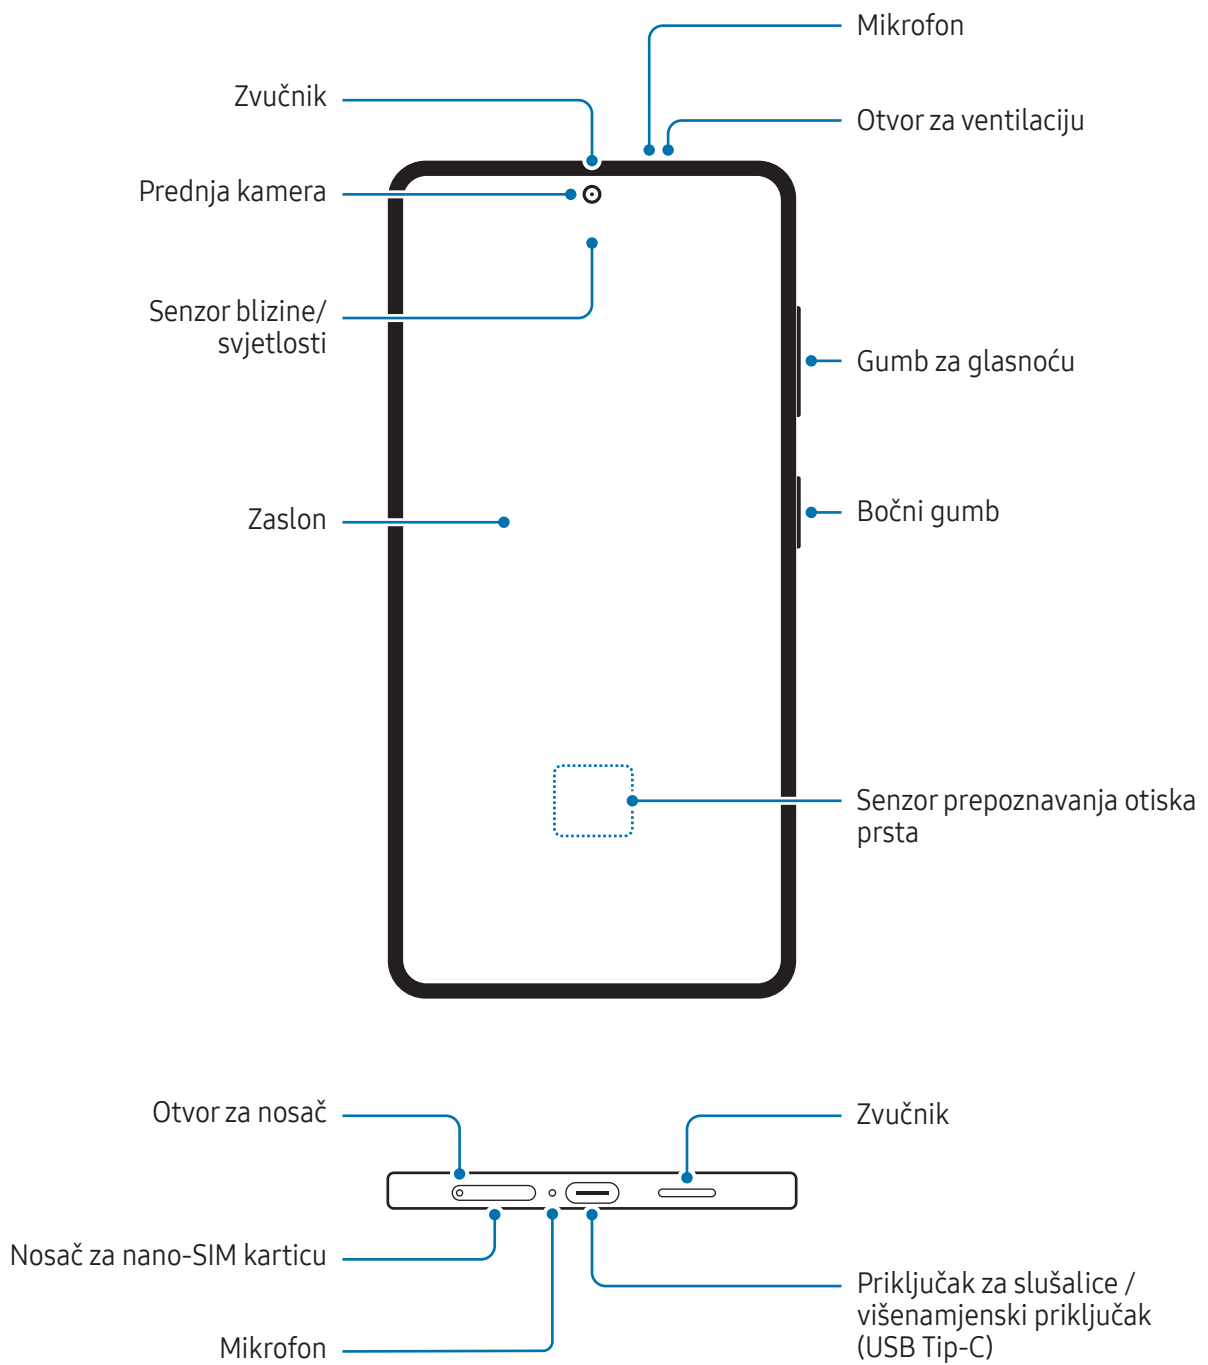 Mikrofon
Zvučnik
Otvor za ventilaciju
Prednja kamera
Senzor blizine/
svjetlosti
Gumb za glasnoću
Zaslon
Bočni gumb
Senzor prepoznavanja otiska
prsta
Otvor za nosač
Zvučnik
Nosač za nano-SIM karticu
Priključak za slušalice /
višenamjenski priključak
(USB Tip-C)
Mikrofon